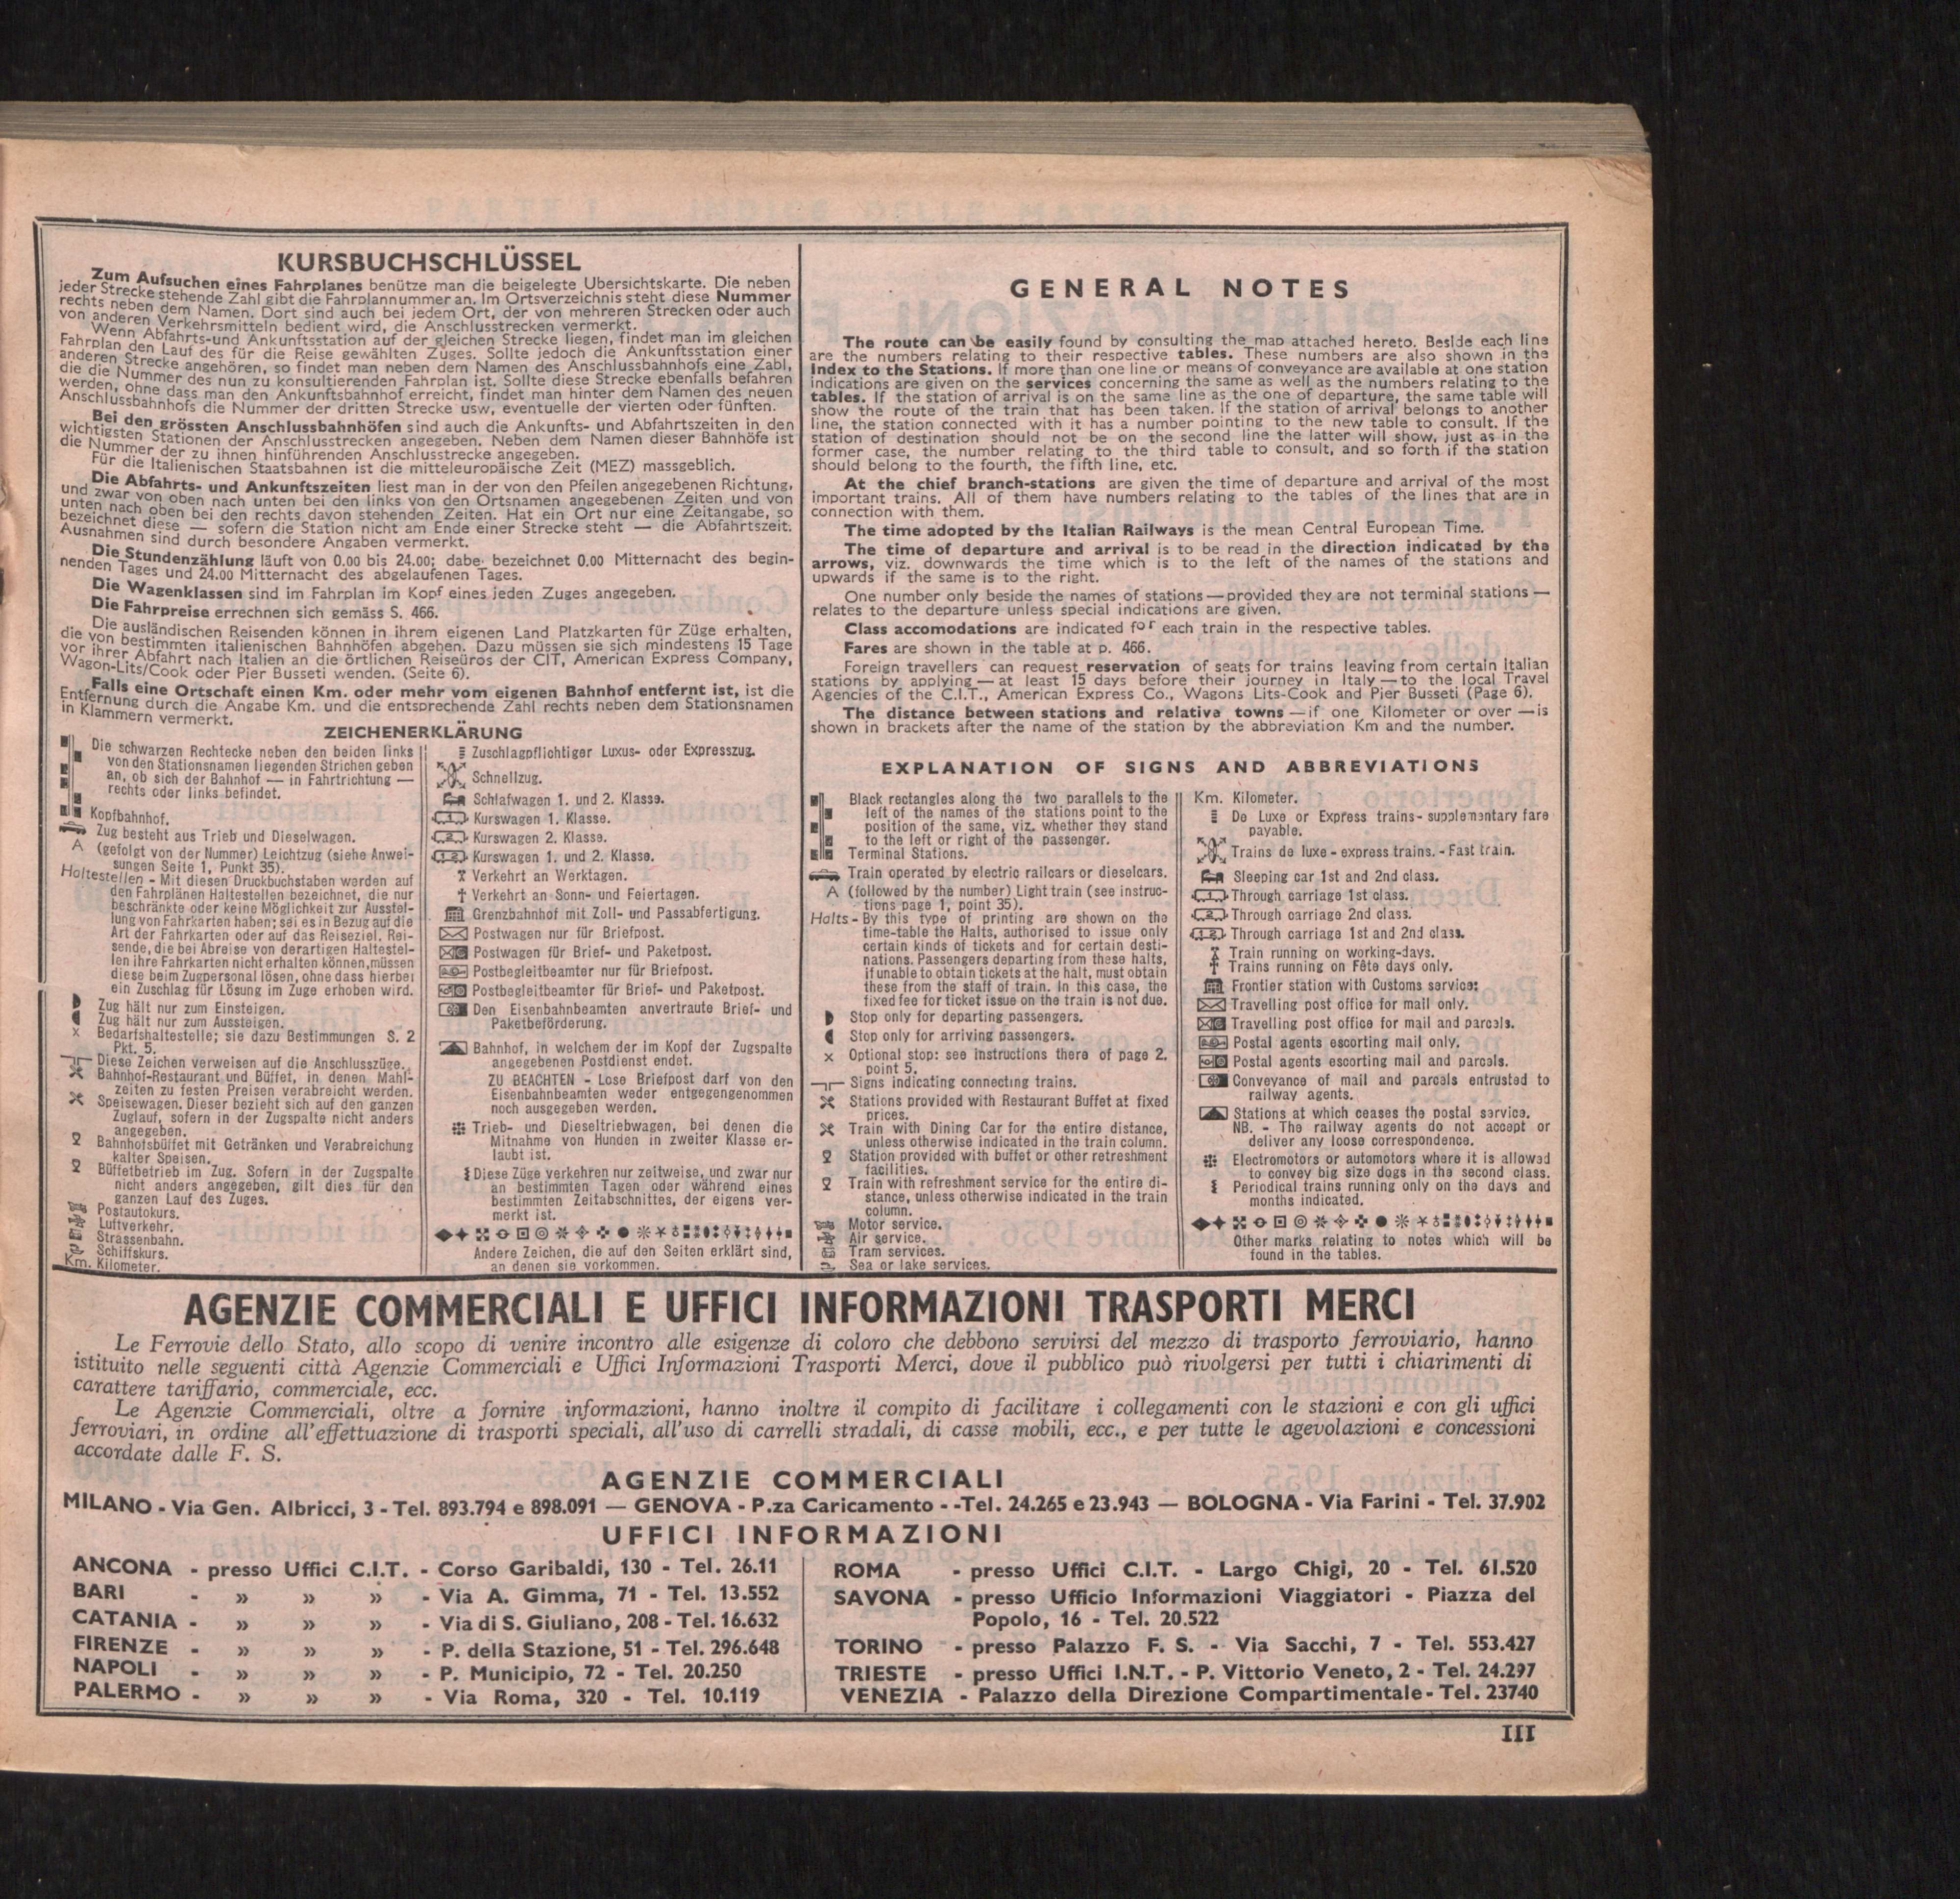 KURSBUCHSCHLÜSSEL
Zum Aufsuchen eines Fahrplanes benütze man die beigelegte Ubersichtskarte. Die neben
jeder Strecke stehende Zahl gibt die Fahrplannummer an. Im Ortsverzeichnis steht diese Nummer
rechts neben dem Namen. Dort sind auch bei jedem Ort, der von mehreren Strecken oder auch
von anderen Verkehrsmitteln bedient wird, die Anschlusstrecken vermerkt.
Wenn Abfahrts-und Ankunftsstation auf der gleichen Strecke liegen, findet man im gleichen
Fahrplan den Lauf des für die Reise gewählten Zuges. Sollte jedoch die Ankunftsstation einer
anderen Strecke angehören, so findet man neben dem Namen des Anschlussbahnhofs eine Zahl,
die die Nummer des nun zu konsultierenden Fahrplan ist. Sollte diese Strecke ebenfalls befahren
werden, ohne dass man den Ankunftsbahnhof erreicht, findet man hinter dem Namen des neuen
Anschlussbahnhofs die Nummer der dritten Strecke usw, eventuelle der vierten oder fünften.
Bei den grössten Anschlussbahnhöfen sind auch die Ankunfts- und Abfahrtszeiten in den
wichtigsten Stationen der Anschlusstrecken angegeben. Neben dem Namen dieser Bahnhöfe ist
die Nummer der zu ihnen hinführenden Anschlusstrecke angegeben.
Für die Italienischen Staatsbahnen ist die mitteleuropäische Zeit (MEZ) massgeblich.
Die Abfahrts- und Ankunftszeiten liest man in der von den Pfeilen angegebenen Richtung,
und zwar von oben nach unten bei den links von den Ortsnamen angegebenen Zeiten und von
unten nach oben bei den rechts davon stehenden Zeiten. Hat ein Ort nur eine Zeitangabe, so
bezeichnet diese — sofern die Station nicht am Ende einer Strecke steht — die Abfahrtszeit.
Ausnahmen sind durch besondere Angaben vermerkt.
Die Stundenzählung läuft von 0.00 bis 24.00; dabe· bezeichnet 0.00 Mitternacht des begin-
nenden Tages und 24.00 Mitternacht des abgelaufenen Tages.
Die Wagenklassen sind im Fahrplan im Kopf eines jeden Zuges angegeben.
Die Fahrpreise errechnen sich gemäss S. 466.
Die ausländischen Reisenden können in ihrem eigenen Land Platzkarten für Züge erhalten,
die von bestimmten italienischen Bahnhöfen abgehen. Dazu müssen sie sich mindestens 15 Tage
vor ihrer Abfahrt nach Italien an die örtlichen Reiseüros der CIT, American Express Company,
Wagon-Lits/Cook oder Pier Busseti wenden. (Seite 6).
Falls eine Ortschaft einen Km. oder mehr vom eigenen Bahnhof entfernt ist, ist die
Entfernung durch die Angabe Km. und die entsprechende Zahl rechts neben dem Stationsnamen
in Klammern vermerkt.
ZEICHENERKLÄRUNG
Die schwarzen Rechtecke neben den beiden links
von den Stationsnamen liegenden Strichen geben
an, ob sich der Bahnhof — in Fahrtrichtung —
rechts oder links befindet.
Kopfbahnhof.
Zug besteht aus Trieb und Dieselwagen.
A (gefolgt von der Nummer) Leichtzug (siehe Anwei-
sungen Seite 1, Punkt 35).
Haltestellen - Mit diesen Druckbuchstaben werden auf
den Fahrplänen Haltestellen bezeichnet, die nur
beschränkte oder keine Möglichkeit zur Ausstel-
lung von Fahrkarten haben; sei es in Bezug auf die
Art der Fahrkarten oder auf das Reiseziel. Rei-
sende, die bei Abreise von derartigen Haltestel-
len ihre Fahrkarten nicht erhalten können, müssen
diese beim Zugpersonal lösen, ohne dass hierbei
ein Zuschlag für Lösung im Zuge erhoben wird.
Zug hält nur zum Einsteigen.
Zug hält nur zum Aussteigen.
× Bedarfshaltestelle; sie dazu Bestimmungen S. 2
Pkt. 5.
Diese Zeichen verweisen auf die Anschlusszüge.
Bahnhof-Restaurant und Büffet, in denen Mahl-
zeiten zu festen Preisen verabreicht werden.
Speisewagen. Dieser bezieht sich auf den ganzen
Zuglauf, sofern in der Zugspalte nicht anders
angegeben.
Bahnhofsbüffet mit Getränken und Verabreichung
kalter Speisen.
Büffetbetrieb im Zug. Sofern in der Zugspalte
nicht anders angegeben, gilt dies für den
ganzen Lauf des Zuges.
Postautokurs.
Luftverkehr.
Strassenbahn.
Schiffskurs.
Km. Kilometer.
Zuschlagpflichtiger Luxus- oder Expresszug.
Schnellzug.
Schlafwagen 1. und 2. Klasse.
1 Kurswagen 1. Klasse.
2 Kurswagen 2. Klasse.
1-2 Kurswagen 1. und 2. Klasse.
Verkehrt an Werktagen.
† Verkehrt an Sonn- und Feiertagen.
Grenzbahnhof mit Zoll- und Passabfertigung.
Postwagen nur für Briefpost.
Postwagen für Brief- und Paketpost.
Postbegleitbeamter nur für Briefpost.
Postbegleitbeamter für Brief- und Paketpost.
Den Eisenbahnbeamten anvertraute Brief- und
Paketbeförderung.
Bahnhof, in welchem der im Kopf der Zugspalte
angegebenen Postdienst endet.
ZU BEACHTEN - Lose Briefpost darf von den
Eisenbahnbeamten weder entgegengenommen
noch ausgegeben werden.
Trieb- und Dieseltriebwagen, bei denen die
Mitnahme von Hunden in zweiter Klasse er-
laubt ist.
Diese Züge verkehren nur zeitweise, und zwar nur
an bestimmten Tagen oder während eines
bestimmten Zeitabschnittes, der eigens ver-
merkt ist.
Andere Zeichen, die auf den Seiten erklärt sind,
an denen sie vorkommen.
GENERAL NOTES
The route can be easily found by consulting the map attached hereto. Beside each line
are the numbers relating to their respective tables. These numbers are also shown in the
Index to the Stations. If more than one line or means of conveyance are available at one station
indications are given on the services concerning the same as well as the numbers relating to the
tables. If the station of arrival is on the same line as the one of departure, the same table will
show the route of the train that has been taken. If the station of arrival belongs to another
line, the station connected with it has a number pointing to the new table to consult. If the
station of destination should not be on the second line the latter will show, just as in the
former case, the number relating to the third table to consult, and so forth if the station
should belong to the fourth, the fifth line, etc.
At the chief branch-stations are given the time of departure and arrival of the most
important trains. All of them have numbers relating to the tables of the lines that are in
connection with them.
The time adopted by the Italian Railways is the mean Central European Time.
The time of departure and arrival is to be read in the direction indicated by the
arrows, viz. downwards the time which is to the left of the names of the stations and
upwards if the same is to the right.
One number only beside the names of stations — provided they are not terminal stations —
relates to the departure unless special indications are given.
Class accomodations are indicated for each train in the respective tables.
Fares are shown in the table at p. 466.
Foreign travellers can request reservation of seats for trains leaving from certain Italian
stations by applying — at least 15 days before their journey in Italy — to the local Travel
Agencies of the C.I.T., American Express Co., Wagons Lits-Cook and Pier Busseti (Page 6).
The distance between stations and relative towns — if one Kilometer or over — is
shown in brackets after the name of the station by the abbreviation Km and the number.
EXPLANATION OF SIGNS AND ABBREVIATIONS
Black rectangles along the two parallels to the
left of the names of the stations point to the
position of the same, viz. whether they stand
to the left or right of the passenger.
Terminal Stations.
Train operated by electric railcars or dieselcars.
A (followed by the number) Light train (see instruc-
tions page 1, point 35).
Halts - By this type of printing are shown on the
time-table the Halts, authorised to issue only
certain kinds of tickets and for certain desti-
nations. Passengers departing from these halts,
if unable to obtain tickets at the halt, must obtain
these from the staff of train. In this case, the
fixed fee for ticket issue on the train is not due.
Stop only for departing passengers.
Stop only for arriving passengers.
× Optional stop: see instructions there of page 2.
point 5.
Signs indicating connecting trains.
Stations provided with Restaurant Buffet at fixed
prices.
Train with Dining Car for the entire distance,
unless otherwise indicated in the train column.
Station provided with buffet or other retreshment
facilities.
Train with refreshment service for the entire di-
stance, unless otherwise indicated in the train
column.
Motor service.
Air service.
Tram services.
Sea or lake services.
Km. Kilometer.
De Luxe or Express trains - supplementary fare
payable.
Trains de luxe - express trains. - Fast train.
Sleeping car 1st and 2nd class.
1 Through carriage 1st class.
2 Through carriage 2nd class.
1-2 Through carriage 1st and 2nd class.
Train running on working-days.
† Trains running on Fête days only.
Frontier station with Customs service:
Travelling post office for mail only.
Travelling post office for mail and parcels.
Postal agents escorting mail only.
Postal agents escorting mail and parcels.
Conveyance of mail and parcels entrusted to
railway agents.
Stations at which ceases the postal service.
NB. - The railway agents do not accept or
deliver any loose correspondence.
Electromotors or automotors where it is allowed
to convey big size dogs in the second class.
Periodical trains running only on the days and
months indicated.
Other marks relating to notes which will be
found in the tables.
AGENZIE COMMERCIALI E UFFICI INFORMAZIONI TRASPORTI MERCI
Le Ferrovie dello Stato, allo scopo di venire incontro alle esigenze di coloro che debbono servirsi del mezzo di trasporto ferroviario, hanno
istituito nelle seguenti città Agenzie Commerciali e Uffici Informazioni Trasporti Merci, dove il pubblico può rivolgersi per tutti i chiarimenti di
carattere tariffario, commerciale, ecc.
Le Agenzie Commerciali, oltre a fornire informazioni, hanno inoltre il compito di facilitare i collegamenti con le stazioni e con gli uffici
ferroviari, in ordine all'effettuazione di trasporti speciali, all'uso di carrelli stradali, di casse mobili, ecc., e per tutte le agevolazioni e concessioni
accordate dalle F. S.
AGENZIE COMMERCIALI
MILANO - Via Gen. Albricci, 3 - Tel. 893.794 e 898.091 — GENOVA - P.za Caricamento - -Tel. 24.265 e 23.943 — BOLOGNA - Via Farini - Tel. 37.902
UFFICI INFORMAZIONI
ANCONA - presso Uffici C.I.T. - Corso Garibaldi, 130 - Tel. 26.11
BARI - » » » - Via A. Gimma, 71 - Tel. 13.552
CATANIA - » » » - Via di S. Giuliano, 208 - Tel. 16.632
FIRENZE - » » » - P. della Stazione, 51 - Tel. 296.648
NAPOLI - » » » - P. Municipio, 72 - Tel. 20.250
PALERMO - » » » - Via Roma, 320 - Tel. 10.119
ROMA - presso Uffici C.I.T. - Largo Chigi, 20 - Tel. 61.520
SAVONA - presso Ufficio Informazioni Viaggiatori - Piazza del
Popolo, 16 - Tel. 20.522
TORINO - presso Palazzo F. S. - Via Sacchi, 7 - Tel. 553.427
TRIESTE - presso Uffici I.N.T. - P. Vittorio Veneto, 2 - Tel. 24.297
VENEZIA - Palazzo della Direzione Compartimentale - Tel. 23740
III